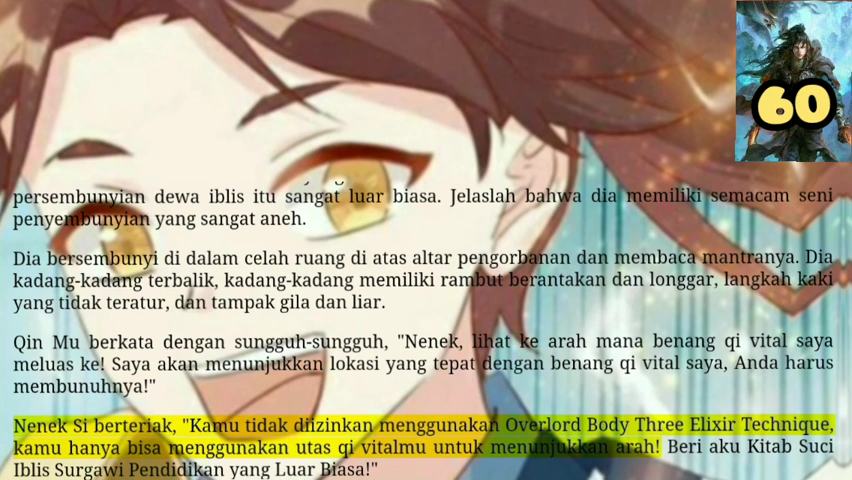 60
persembunyian dewa iblis itu sangat luar biasa. Jelaslah bahwa dia memiliki semacam seni
penyembunyian yang sangat aneh.
Dia bersembunyi di dalam celah ruang di atas altar pengorbanan dan membaca mantranya. Dia
kadang-kadang terbalik, kadang-kadang memiliki rambut berantakan dan longgar, langkah kaki
yang tidak teratur, dan tampak gila dan liar.
Qin Mu berkata dengan sungguh-sungguh, "Nenek, lihat ke arah mana benang qi vital saya
meluas ke! Saya akan menunjukkan lokasi yang tepat dengan benang qi vital saya, Anda harus
membunuhnya!"
Nenek Si berteriak, "Kamu tidak diizinkan menggunakan Overlord Body Three Elixir Technique,
kamu hanya bisa menggunakan utas qi vitalmu untuk menunjukkan arah! Beri aku Kitab Suci
Iblis Surgawi Pendidikan yang Luar Biasa!"